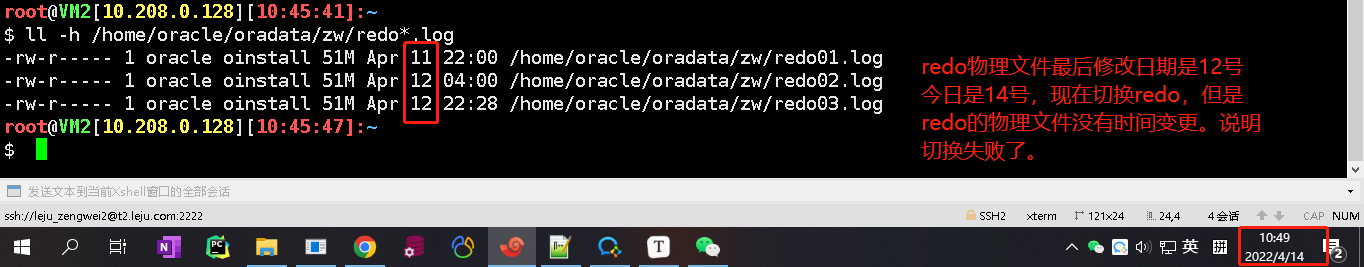 root@VM2[10.208.0.128][10:45:41]:~
$ ll -h /home/oracle/oradata/zw/redo*.log
-rw-r----- 1 oracle oinstall 51M Apr 11 22:00 /home/oracle/oradata/zw/redo01.log
-rw-r----- 1 oracle oinstall 51M Apr 12 04:00 /home/oracle/oradata/zw/redo02.log
-rw-r----- 1 oracle oinstall 51M Apr 12 22:28 /home/oracle/oradata/zw/redo03.log
root@VM2[10.208.0.128][10:45:47]:~
$
redo物理文件最后修改日期是12号
今日是14号，现在切换redo，但是
redo的物理文件没有时间变更。说明
切换失败了。
发送文本到当前Xshell窗口的全部会话
ssh://leju_zengwei2@t2.leju.com:2222 SSH2 xterm 121x24 24,4 4 会话 CAP NUM
N PC T 英 拼 10:49 2
2022/4/14